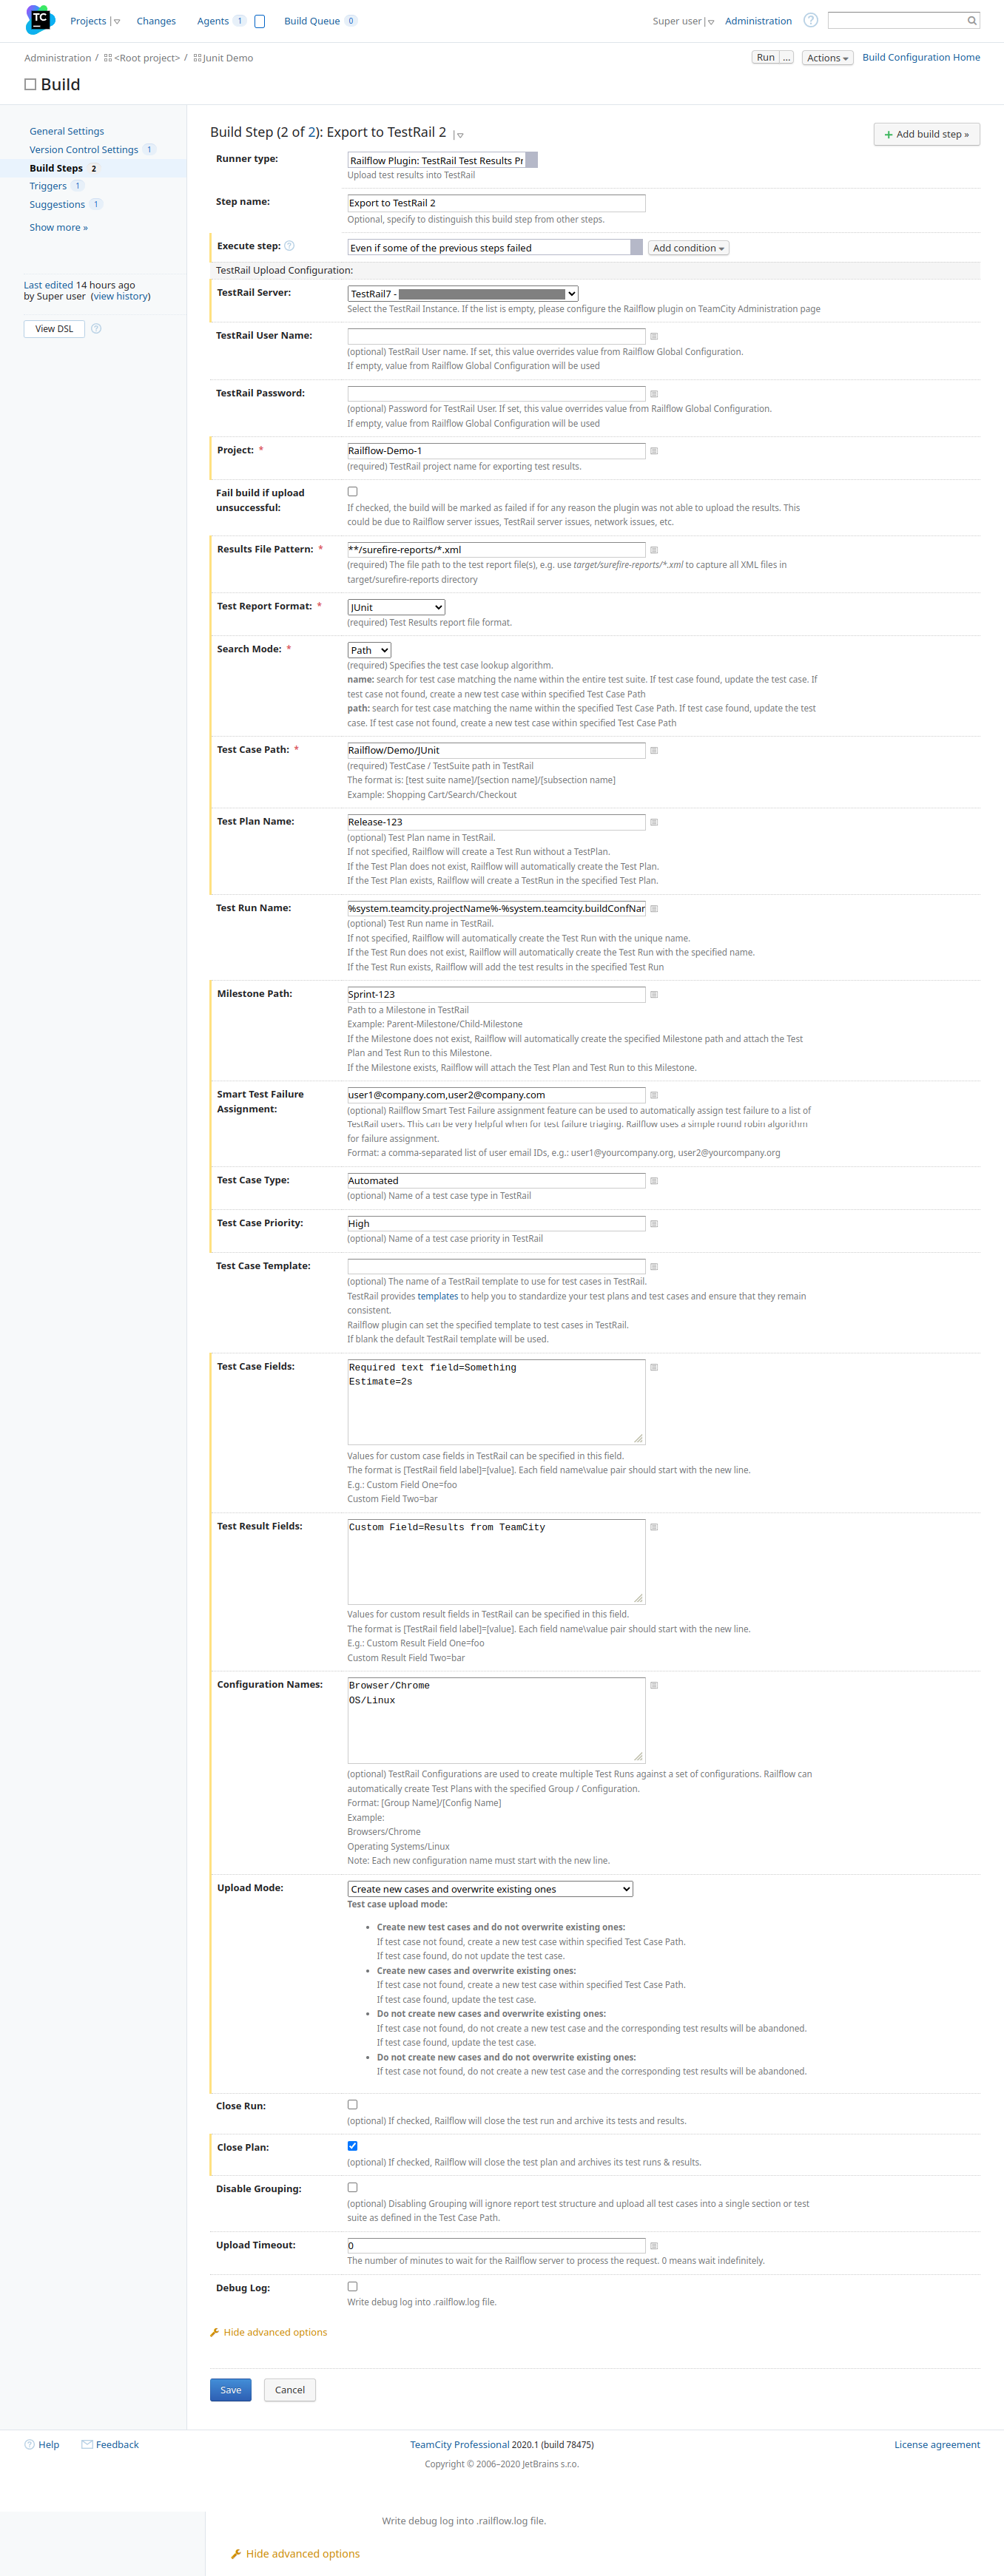 TC Projects | Changes Agents 1 Build Queue 0 Super user | Administration
Administration / <Root project> / Junit Demo Run ... Actions Build Configuration Home
Build
General Settings
Version Control Settings 1
Build Steps 2
Triggers 1
Suggestions 1
Show more »
Last edited 14 hours ago
by Super user (view history)
View DSL
Build Step (2 of 2): Export to TestRail 2 Add build step »
Runner type: Railflow Plugin: TestRail Test Results
Upload test results into TestRail
Step name: Export to TestRail 2
Optional, specify to distinguish this build step from other steps.
Execute step: Even if some of the previous steps failed Add condition
TestRail Upload Configuration:
TestRail Server: TestRail7 -
Select the TestRail Instance. If the list is empty, please configure the Railflow plugin on TeamCity Administration page
TestRail User Name:
(optional) TestRail User name. If set, this value overrides value from Railflow Global Configuration.
If empty, value from Railflow Global Configuration will be used
TestRail Password:
(optional) Password for TestRail User. If set, this value overrides value from Railflow Global Configuration.
If empty, value from Railflow Global Configuration will be used
Project: * Railflow-Demo-1
(required) TestRail project name for exporting test results.
Fail build if upload
unsuccessful:
If checked, the build will be marked as failed if for any reason the plugin was not able to upload the results. This
could be due to Railflow server issues, TestRail server issues, network issues, etc.
Results File Pattern: * **/surefire-reports/*.xml
(required) The file path to the test report file(s), e.g. use target/surefire-reports/*.xml to capture all XML files in
target/surefire-reports directory
Test Report Format: * JUnit
(required) Test Results report file format.
Search Mode: * Path
(required) Specifies the test case lookup algorithm.
name: search for test case matching the name within the entire test suite. If test case found, update the test case. If
test case not found, create a new test case within specified Test Case Path
path: search for test case matching the name within the specified Test Case Path. If test case found, update the test
case. If test case not found, create a new test case within specified Test Case Path
Test Case Path: * Railflow/Demo/JUnit
(required) TestCase / TestSuite path in TestRail
The format is: [test suite name]/[section name]/[subsection name]
Example: Shopping Cart/Search/Checkout
Test Plan Name: Release-123
(optional) Test Plan name in TestRail.
If not specified, Railflow will create a Test Run without a TestPlan.
If the Test Plan does not exist, Railflow will automatically create the Test Plan.
If the Test Plan exists, Railflow will create a TestRun in the specified Test Plan.
Test Run Name: %system.teamcity.projectName%-%system.teamcity.buildConfNar
(optional) Test Run name in TestRail.
If not specified, Railflow will automatically create the Test Run with the unique name.
If the Test Run does not exist, Railflow will automatically create the Test Run with the specified name.
If the Test Run exists, Railflow will add the test results in the specified Test Run
Milestone Path: Sprint-123
Path to a Milestone in TestRail
Example: Parent-Milestone/Child-Milestone
If the Milestone does not exist, Railflow will automatically create the specified Milestone path and attach the Test
Plan and Test Run to this Milestone.
If the Milestone exists, Railflow will attach the Test Plan and Test Run to this Milestone.
Smart Test Failure
Assignment: user1@company.com,user2@company.com
(optional) Railflow Smart Test Failure assignment feature can be used to automatically assign test failure to a list of
TestRail users. This can be very helpful when for test failure triaging. Railflow uses a simple round robin algorithm
for failure assignment.
Format: a comma-separated list of user email IDs, e.g.: user1@yourcompany.org, user2@yourcompany.org
Test Case Type: Automated
(optional) Name of a test case type in TestRail
Test Case Priority: High
(optional) Name of a test case priority in TestRail
Test Case Template:
(optional) The name of a TestRail template to use for test cases in TestRail.
TestRail provides templates to help you to standardize your test plans and test cases and ensure that they remain
consistent.
Railflow plugin can set the specified template to test cases in TestRail.
If blank the default TestRail template will be used.
Test Case Fields: Required text field=Something
Estimate=2s
Values for custom case fields in TestRail can be specified in this field.
The format is [TestRail field label]=[value]. Each field name\value pair should start with the new line.
E.g.: Custom Field One=foo
Custom Field Two=bar
Test Result Fields: Custom Field=Results from TeamCity
Values for custom result fields in TestRail can be specified in this field.
The format is [TestRail field label]=[value]. Each field name\value pair should start with the new line.
E.g.: Custom Result Field One=foo
Custom Result Field Two=bar
Configuration Names: Browser/Chrome
OS/Linux
(optional) TestRail Configurations are used to create multiple Test Runs against a set of configurations. Railflow can
automatically create Test Plans with the specified Group / Configuration.
Format: [Group Name]/[Config Name]
Example:
Browsers/Chrome
Operating Systems/Linux
Note: Each new configuration name must start with the new line.
Upload Mode: Create new cases and overwrite existing ones
Test case upload mode:
• Create new test cases and do not overwrite existing ones:
If test case not found, create a new test case within specified Test Case Path.
If test case found, do not update the test case.
• Create new cases and overwrite existing ones:
If test case not found, create a new test case within specified Test Case Path.
If test case found, update the test case.
• Do not create new cases and overwrite existing ones:
If test case not found, do not create a new test case and the corresponding test results will be abandoned.
If test case found, update the test case.
• Do not create new cases and do not overwrite existing ones:
If test case not found, do not create a new test case and the corresponding test results will be abandoned.
Close Run:
(optional) If checked, Railflow will close the test run and archive its tests and results.
Close Plan:
(optional) If checked, Railflow will close the test plan and archives its test runs & results.
Disable Grouping:
(optional) Disabling Grouping will ignore report test structure and upload all test cases into a single section or test
suite as defined in the Test Case Path.
Upload Timeout: 0
The number of minutes to wait for the Railflow server to process the request. 0 means wait indefinitely.
Debug Log:
Write debug log into .railflow.log file.
Hide advanced options
Save Cancel
Help Feedback TeamCity Professional 2020.1 (build 78475) License agreement
Copyright © 2006–2020 JetBrains s.r.o.
Write debug log into .railflow.log file.
Hide advanced options